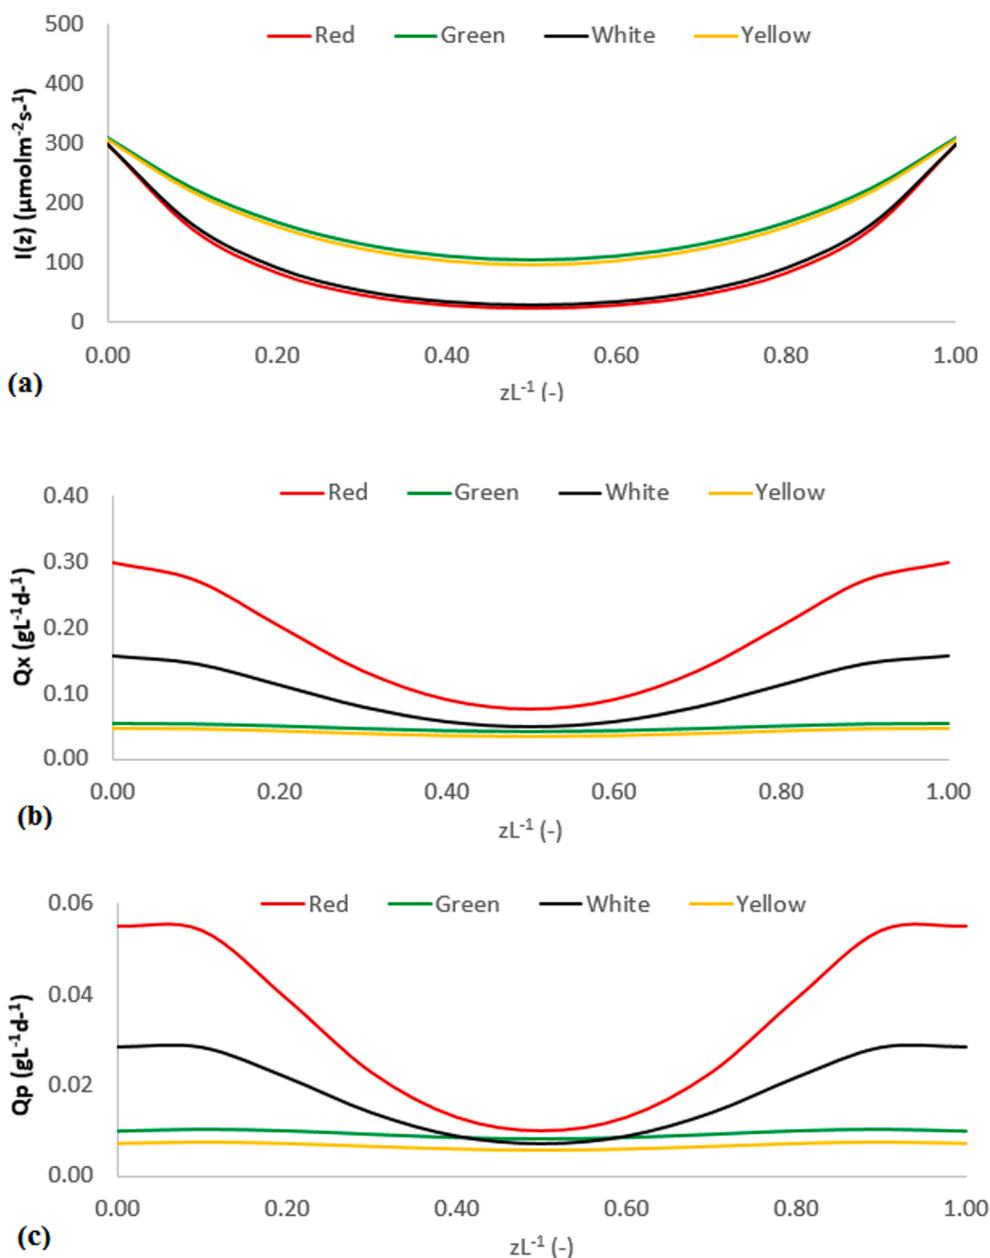 500
Red Green White Yellow
400
300
200
100
0
I(z) (µmolm⁻²s-¹)
0.00 0.20 0.40 0.60 0.80 1.00
zL⁻¹ (-)
(a)
0.40
Red Green White Yellow
0.30
0.20
0.10
0.00
Qx (gL⁻¹d-¹)
0.00 0.20 0.40 0.60 0.80 1.00
zL⁻¹ (-)
(b)
0.06
Red Green White Yellow
0.04
0.02
0.00
Qp (gL⁻¹d-¹)
0.00 0.20 0.40 0.60 0.80 1.00
zL⁻¹ (-)
(c)